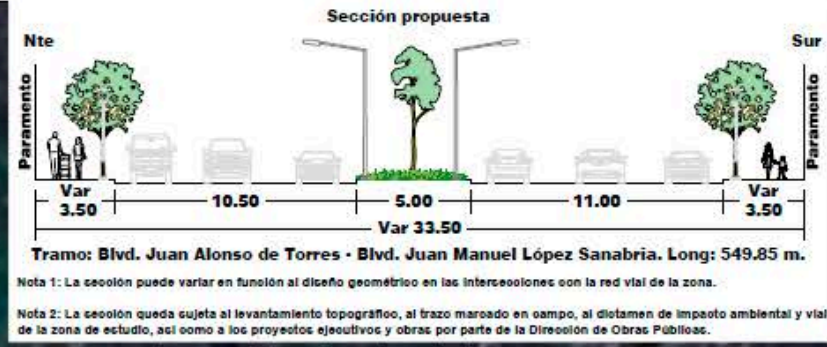 Sección propuesta
Nte
Sur
Paramento
Paramento
Var
3.50
10.50
5.00
11.00
Var
3.50
Var 33.50
Tramo: Blvd. Juan Alonso de Torres - Blvd. Juan Manuel López Sanabria. Long: 549.85 m.
Nota 1: La sección puede variar en función al diseño geométrico en las intersecciones con la red vial de la zona.
Nota 2: La sección queda sujeta al levantamiento topográfico, al trazo marcado en campo, al dictamen de impacto ambiental y vial
de la zona de estudio, así como a los proyectos ejecutivos y obras por parte de la Dirección de Obras Públicas.